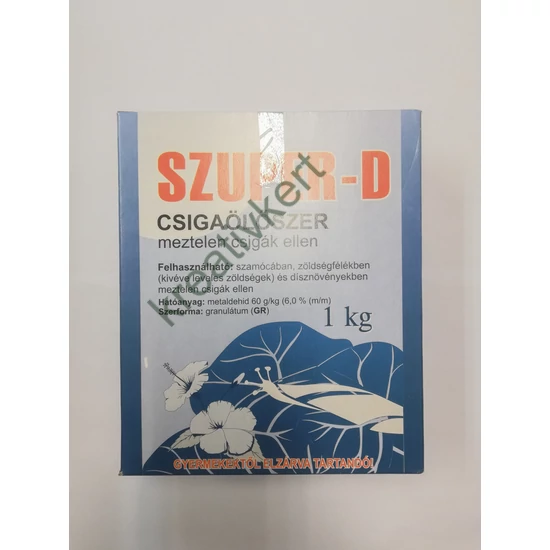 SZUPER-D
CSIGAÖLŐSZER
meztelen csigák ellen
Felhasználható: szamócában, zöldségfélékben
(kivéve leveles zöldségek) és dísznövényekben
meztelen csigák ellen
Hatóanyag: metaldehid 60 g/kg (6,0 % (m/m)
Szerforma: granulátum (GR)
1 kg
GYERMEKEKTŐL ELZÁRVA TARTANDÓ!
kreativkert